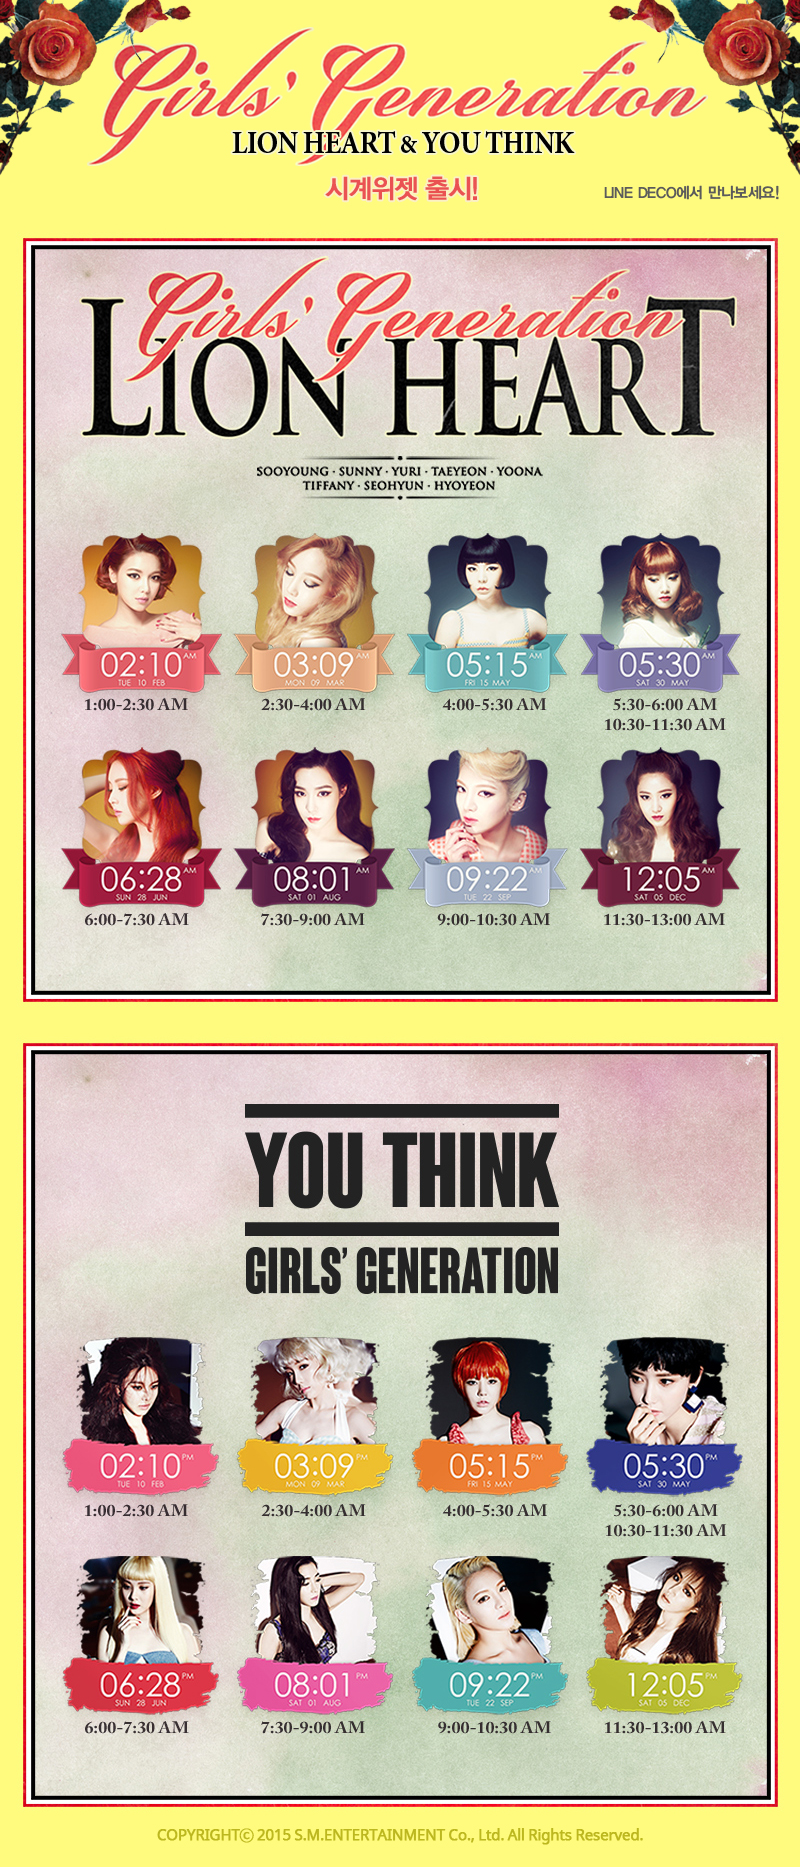 Girls' Generation
LION HEART & YOU THINK
시계위젯 출시!
LINE DECO에서 만나보세요!
Girls' Generation
LION HEART
SOOYOUNG · SUNNY · YURI · TAEYEON · YOONA
TIFFANY · SEOHYUN · HYOYEON
02:10 AM 03:09 AM 05:15 AM 05:30 AM
TUE 10 FEB MON 09 MAR FRI 15 MAY SAT 30 MAY
1:00-2:30 AM 2:30-4:00 AM 4:00-5:30 AM 5:30-6:00 AM
10:30-11:30 AM
06:28 AM 08:01 AM 09:22 AM 12:05 AM
SUN 28 JUN SAT 01 AUG TUE 22 SEP SAT 05 DEC
6:00-7:30 AM 7:30-9:00 AM 9:00-10:30 AM 11:30-13:00 AM
YOU THINK
GIRLS' GENERATION
02:10 PM 03:09 PM 05:15 PM 05:30 PM
TUE 10 FEB MON 09 MAR FRI 15 MAY SAT 30 MAY
1:00-2:30 AM 2:30-4:00 AM 4:00-5:30 AM 5:30-6:00 AM
10:30-11:30 AM
06:28 PM 08:01 PM 09:22 PM 12:05 PM
SUN 28 JUN SAT 01 AUG TUE 22 SEP SAT 05 DEC
6:00-7:30 AM 7:30-9:00 AM 9:00-10:30 AM 11:30-13:00 AM
COPYRIGHTⓒ 2015 S.M.ENTERTAINMENT Co., Ltd. All Rights Reserved.